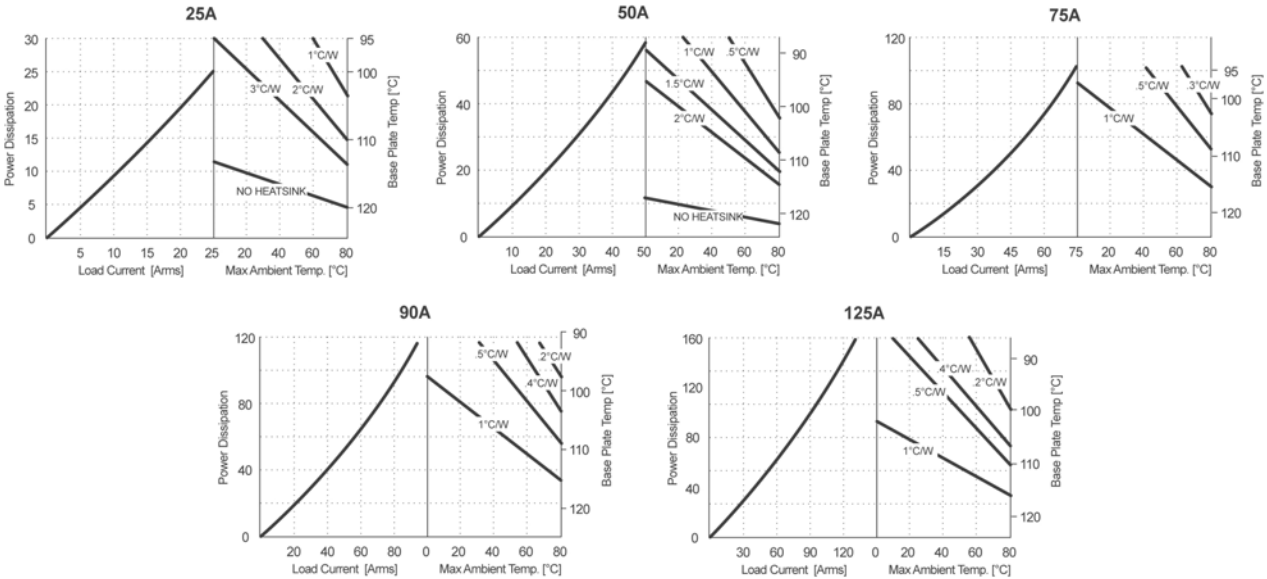 25A
30
25
20
15
10
5
0
Power Dissipation
5 10 15 20 25 20 40 60 80
Load Current [Arms] Max Ambient Temp. [°C]
1°C/W
3°C/W 2°C/W
NO HEATSINK
95
100
110
120
Base Plate Temp [°C]
50A
60
40
20
0
Power Dissipation
10 20 30 40 50 20 40 60 80
Load Current [Arms] Max Ambient Temp. [°C]
1°C/W .5°C/W
1.5°C/W
2°C/W
NO HEATSINK
90
100
110
120
Base Plate Temp [°C]
75A
120
80
40
0
Power Dissipation
15 30 45 60 75 20 40 60 80
Load Current [Arms] Max Ambient Temp. [°C]
.5°C/W .3°C/W
1°C/W
95
100
110
120
Base Plate Temp [°C]
90A
120
80
40
0
Power Dissipation
20 40 60 80 0 20 40 60 80
Load Current [Arms] Max Ambient Temp. [°C]
.5°C/W .2°C/W
.4°C/W
1°C/W
90
100
110
120
Base Plate Temp [°C]
125A
160
120
80
40
0
Power Dissipation
30 60 80 90 120 0 20 40 60 80
Load Current [Arms] Max Ambient Temp. [°C]
.4°C/W .2°C/W
.5°C/W
1°C/W
90
100
110
120
Base Plate Temp [°C]